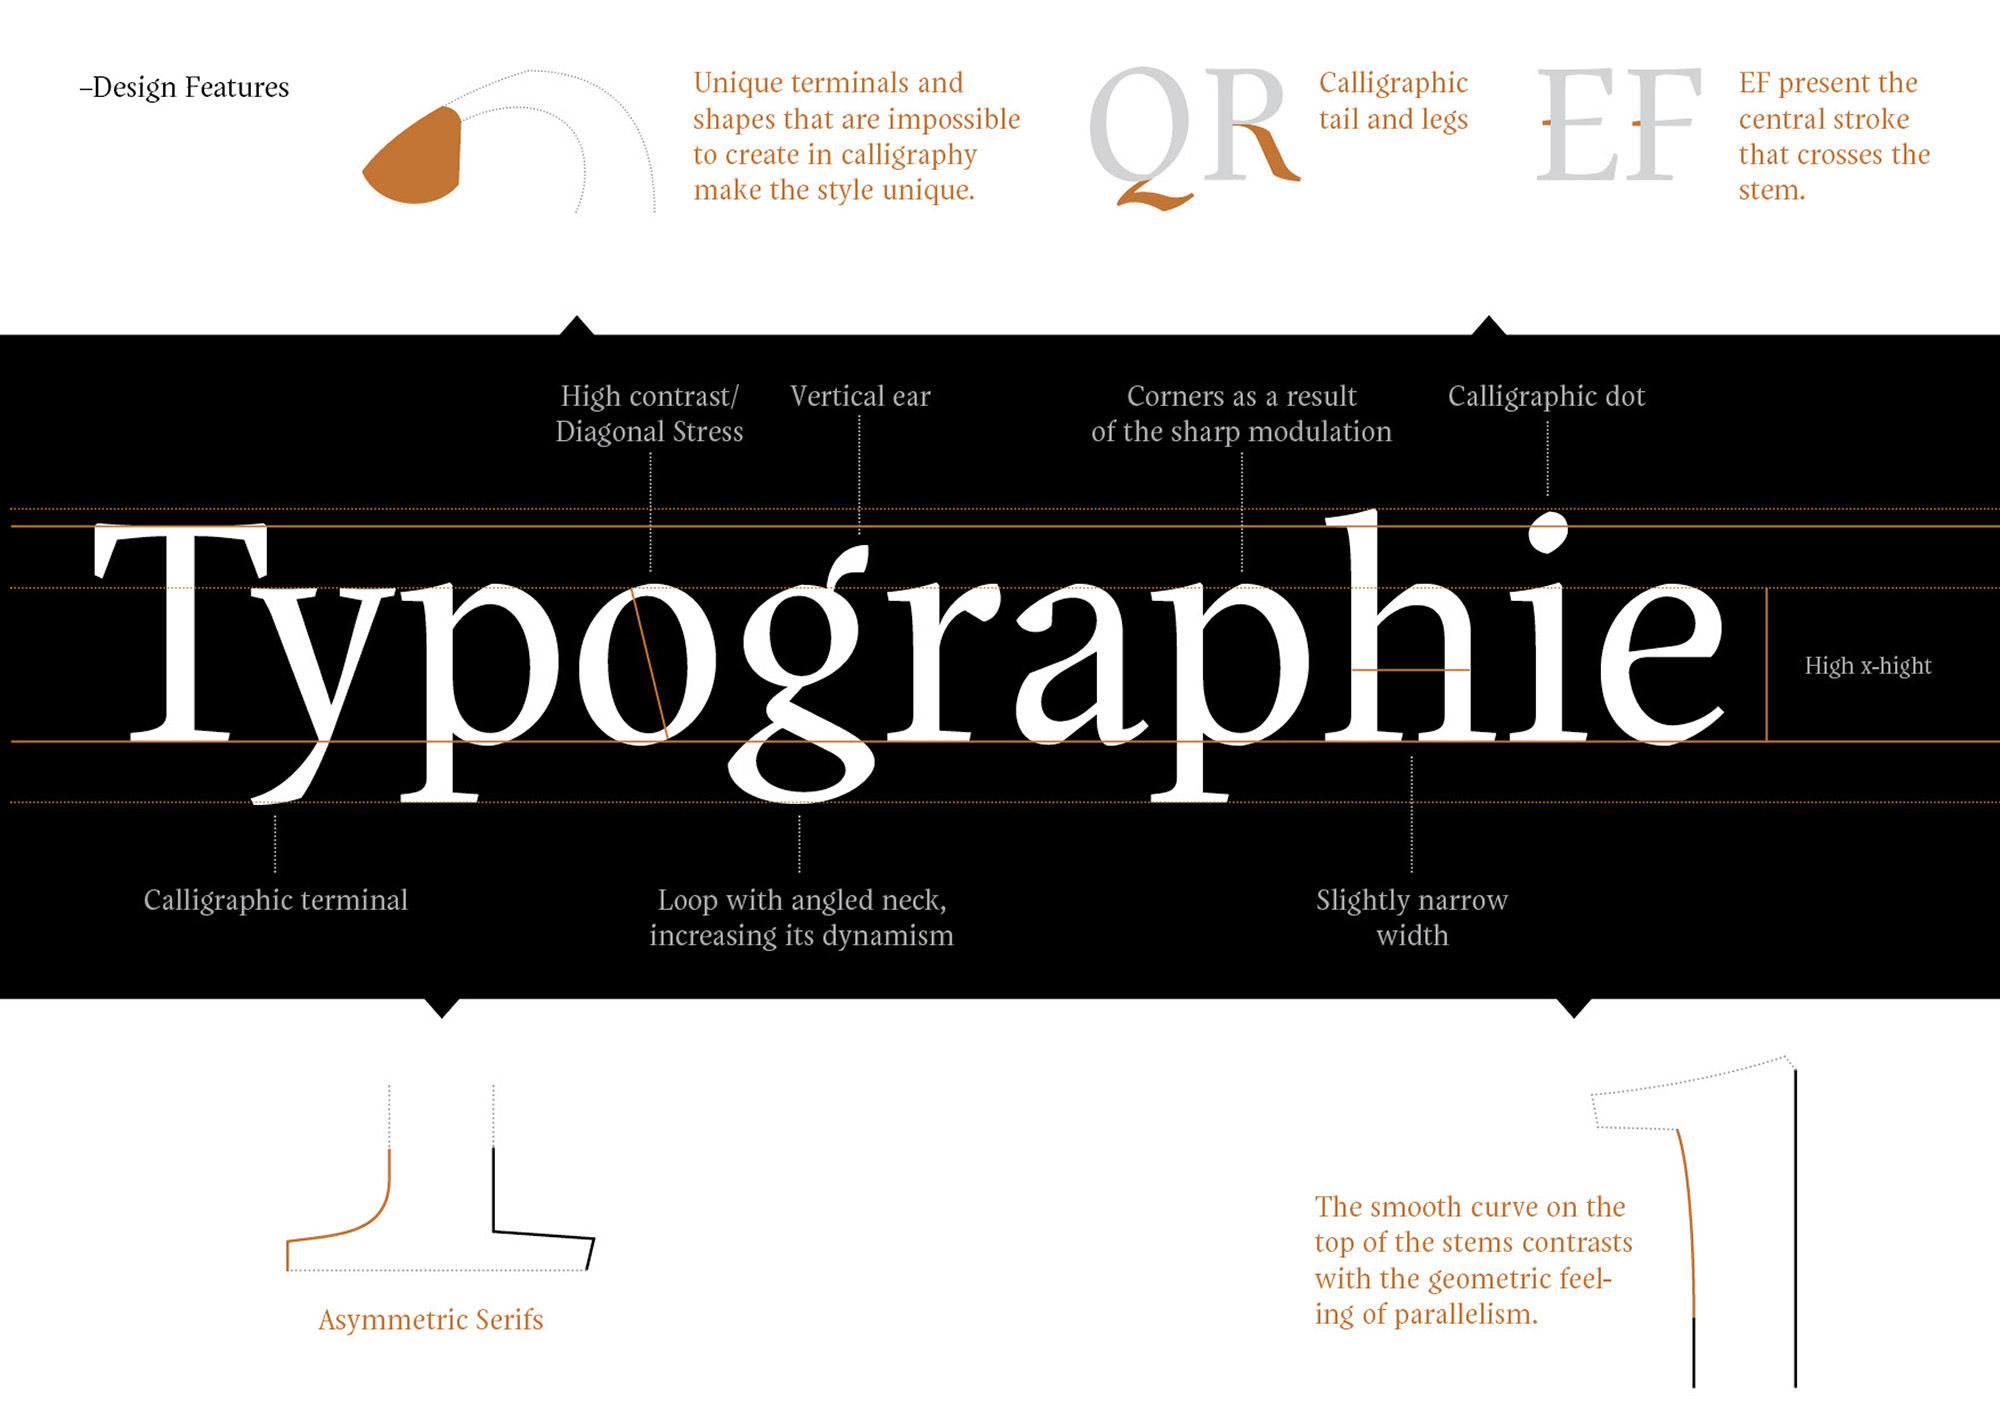 –Design Features
Unique terminals and
shapes that are impossible
to create in calligraphy
make the style unique.
QR
Calligraphic
tail and legs
EF
EF present the
central stroke
that crosses the
stem.
High contrast/
Diagonal Stress
Vertical ear
Corners as a result
of the sharp modulation
Calligraphic dot
Typographie
High x-hight
Calligraphic terminal
Loop with angled neck,
increasing its dynamism
Slightly narrow
width
Asymmetric Serifs
The smooth curve on the
top of the stems contrasts
with the geometric feel-
ing of parallelism.